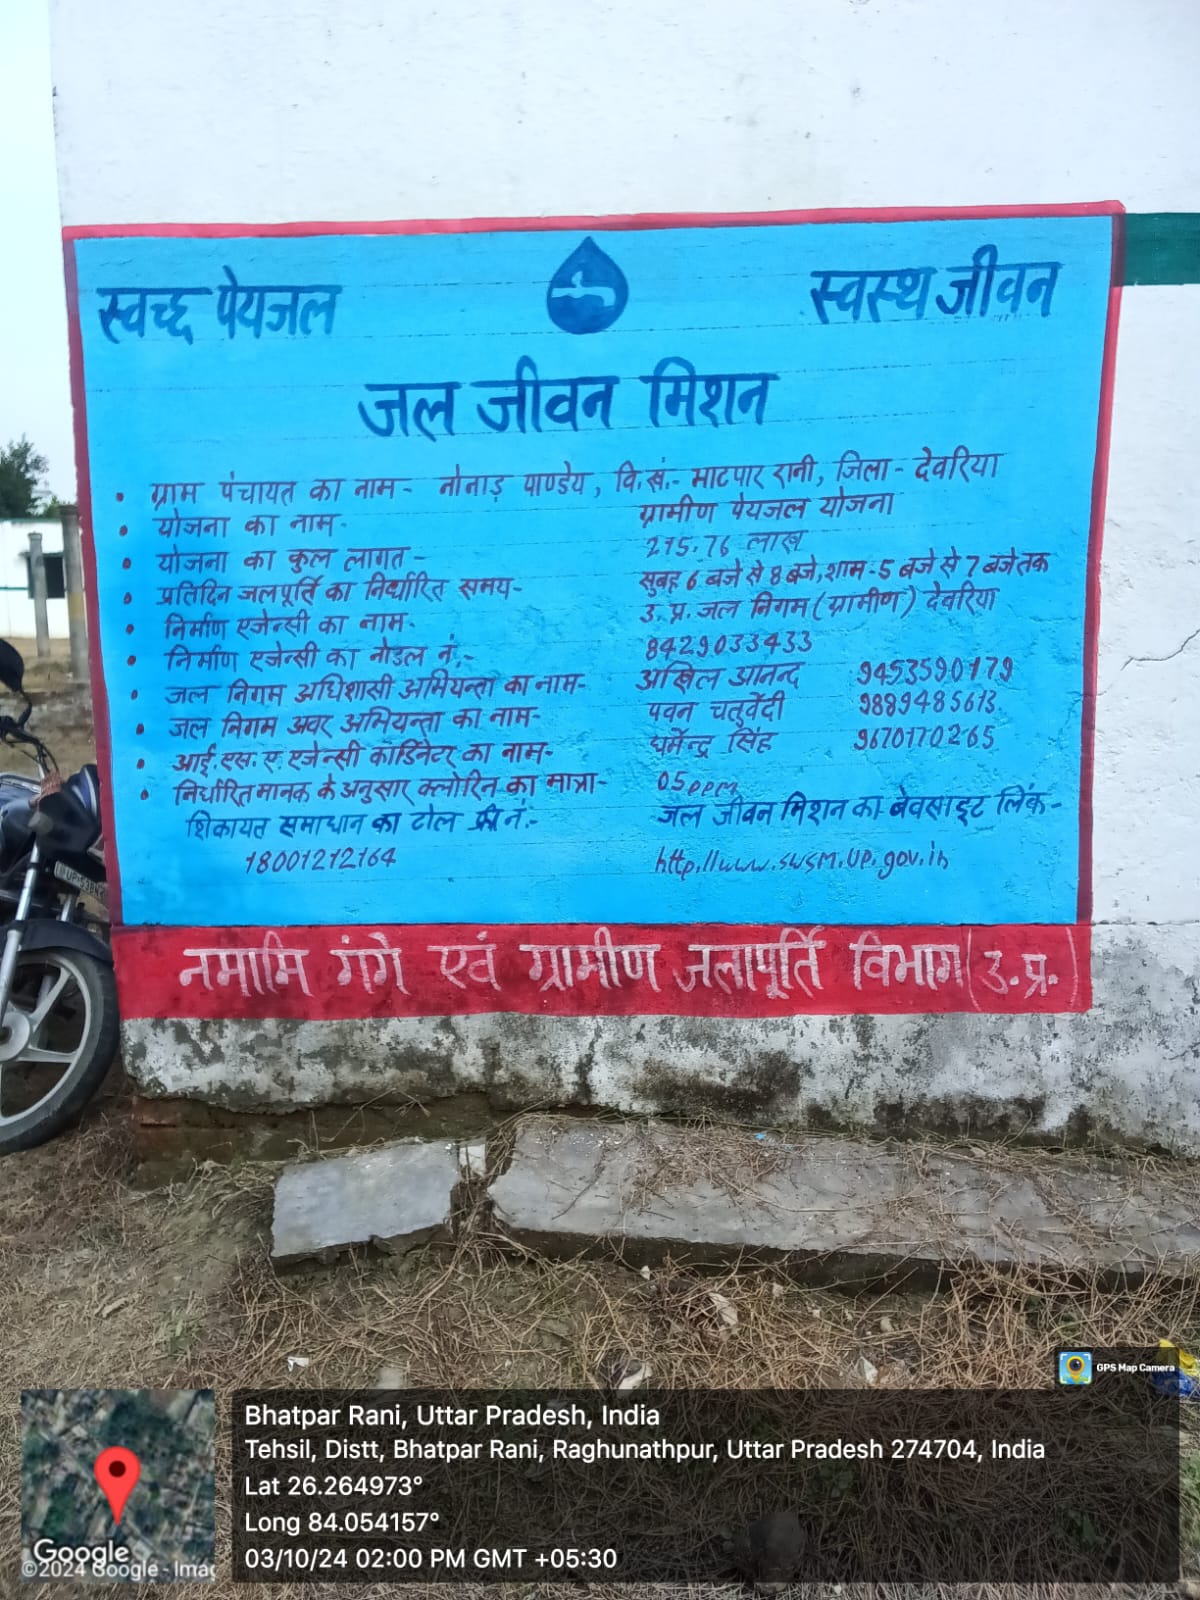 स्वच्छ पेयजल
स्वस्थ जीवन
जल जीवन मिशन
• ग्राम पंचायत का नाम- नोनाड़ पाण्डेय, वि.खं.- भाटपार रानी, जिला- देवरिया
• योजना का नाम- ग्रामीण पेयजल योजना
• योजना का कुल लागत- 215.76 लाख
• प्रतिदिन जलपूर्ति का निर्धारित समय- सुबह 6 बजे से 8 बजे, शाम-5 बजे से 7 बजे तक
• निर्माण एजेन्सी का नाम- उ.प्र. जल निगम (ग्रामीण) देवरिया
• निर्माण एजेन्सी का नोडल नं.- 8429033433
• जल निगम अधिशासी अभियन्ता का नाम- अखिल आनन्द 9453590179
• जल निगम अवर अभियन्ता का नाम- पवन चतुर्वेदी 9889485613
• आई.एस.ए. एजेन्सी कॉर्डिनेटर का नाम- धर्मेन्द्र सिंह 9670170265
• निर्धारित मानक के अनुसार क्लोरिन का मात्रा- 05ppm
शिकायत समाधान का टोल फ्री नं.- जल जीवन मिशन का बेवसाइट लिंक-
18001212164 http://www.swsm.up.gov.in
नमामि गंगे एवं ग्रामीण जलापूर्ति विभाग (उ.प्र.)
GPS Map Camera
Bhatpar Rani, Uttar Pradesh, India
Tehsil, Distt, Bhatpar Rani, Raghunathpur, Uttar Pradesh 274704, India
Lat 26.264973°
Long 84.054157°
03/10/24 02:00 PM GMT +05:30
Google
©2024 Google - Imag